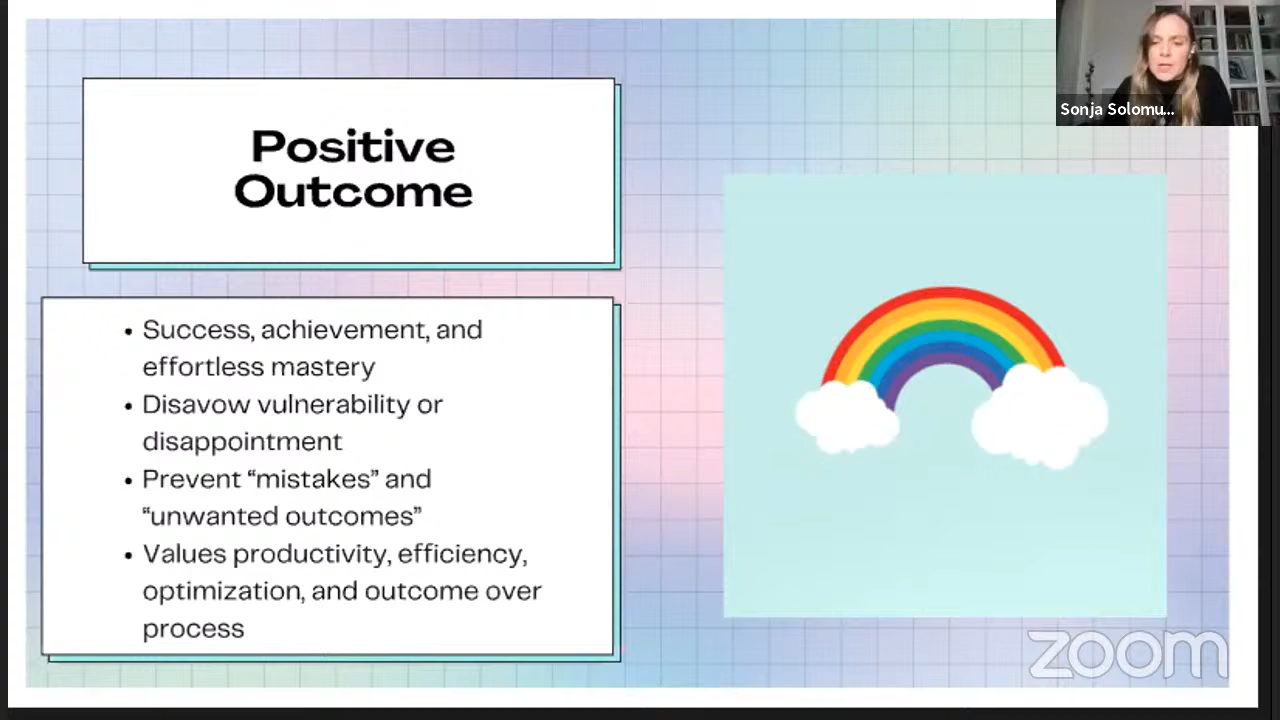 Sonja Solomu...
Positive
Outcome
• Success, achievement, and
effortless mastery
• Disavow vulnerability or
disappointment
• Prevent “mistakes” and
“unwanted outcomes”
• Values productivity, efficiency,
optimization, and outcome over
process
zoom